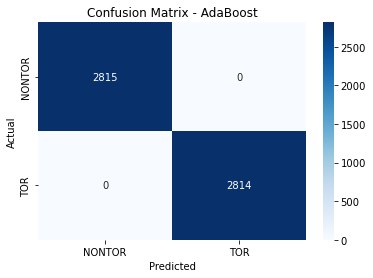 Confusion Matrix - AdaBoost
Actual
NONTOR
TOR
2815
0
0
2814
NONTOR
TOR
Predicted
2500
2000
1500
1000
500
0